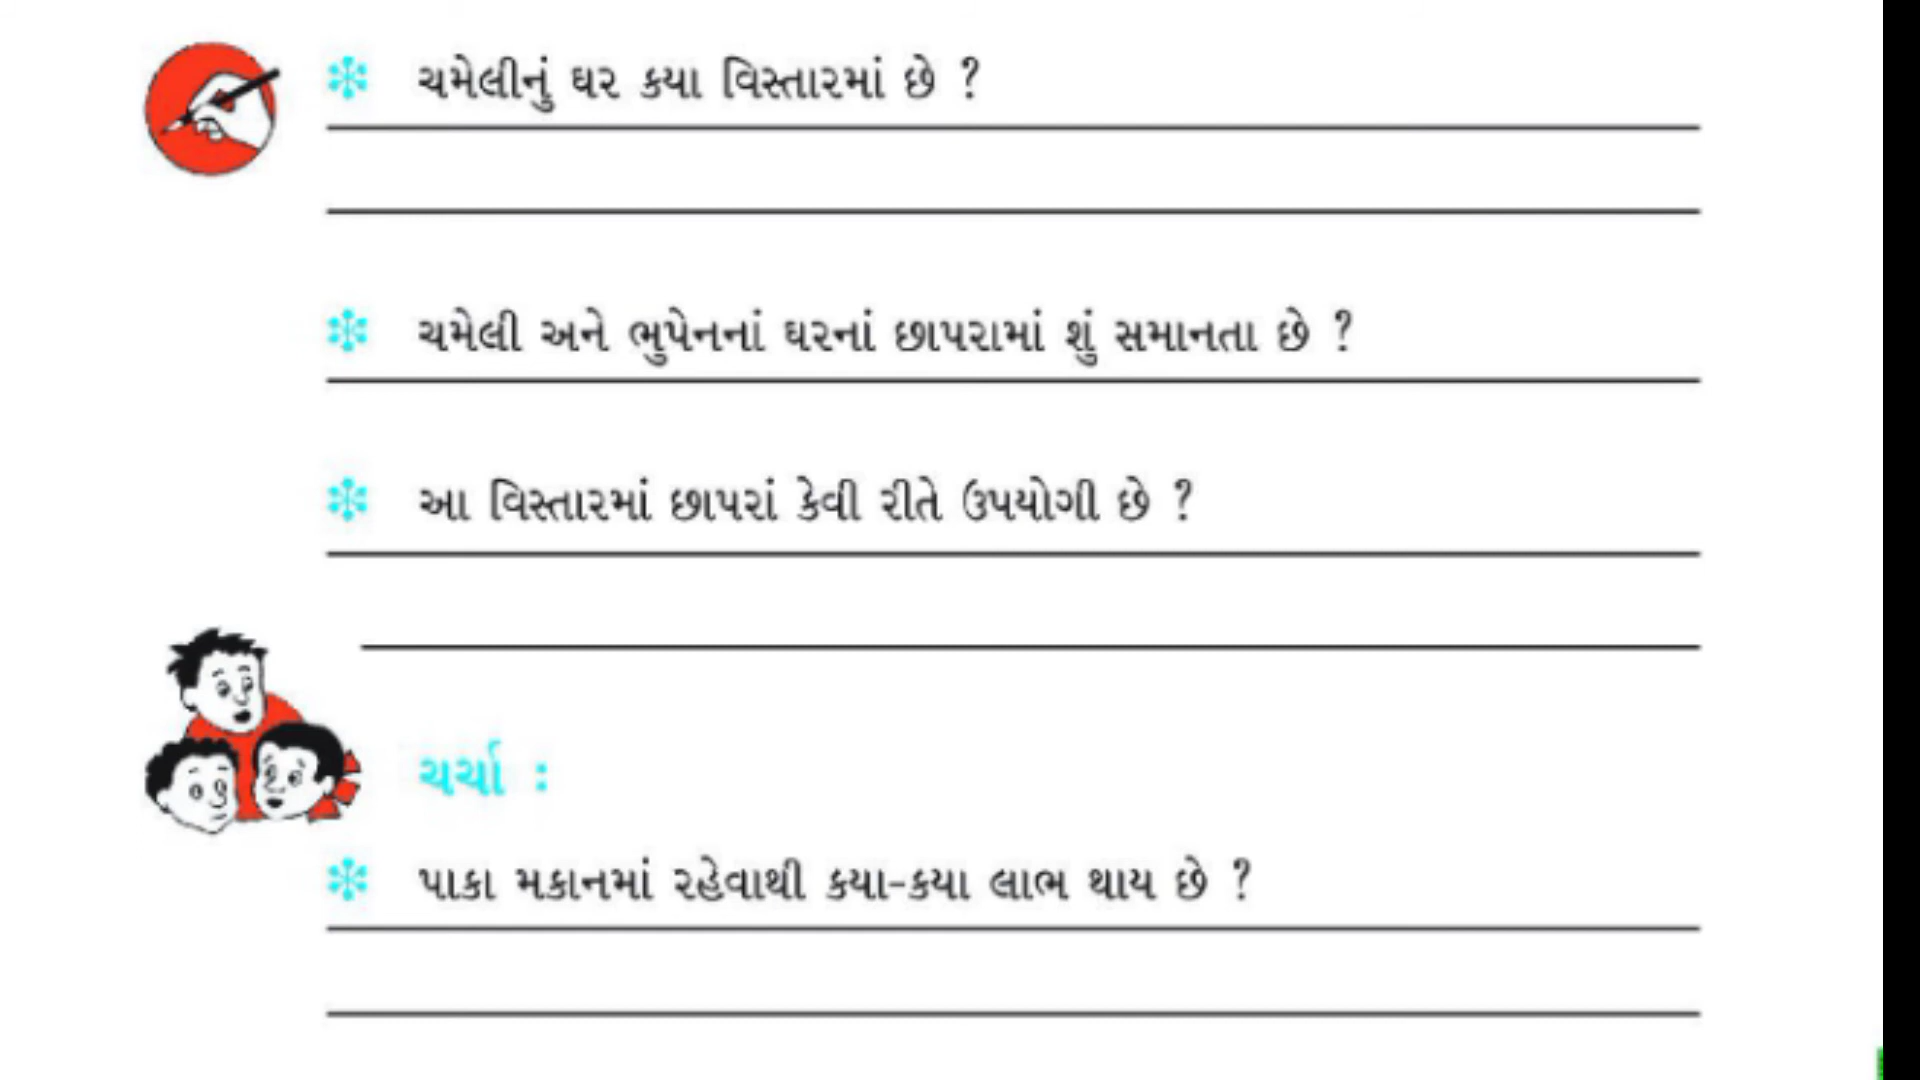 ચમેલીનું ઘર કયા વિસ્તારમાં છે ?
ચમેલી અને ભુપેનનાં ઘરનાં છાપરામાં શું સમાનતા છે ?
આ વિસ્તારમાં છાપરાં કેવી રીતે ઉપયોગી છે ?
ચર્ચા :
પાકા મકાનમાં રહેવાથી કયા-કયા લાભ થાય છે ?